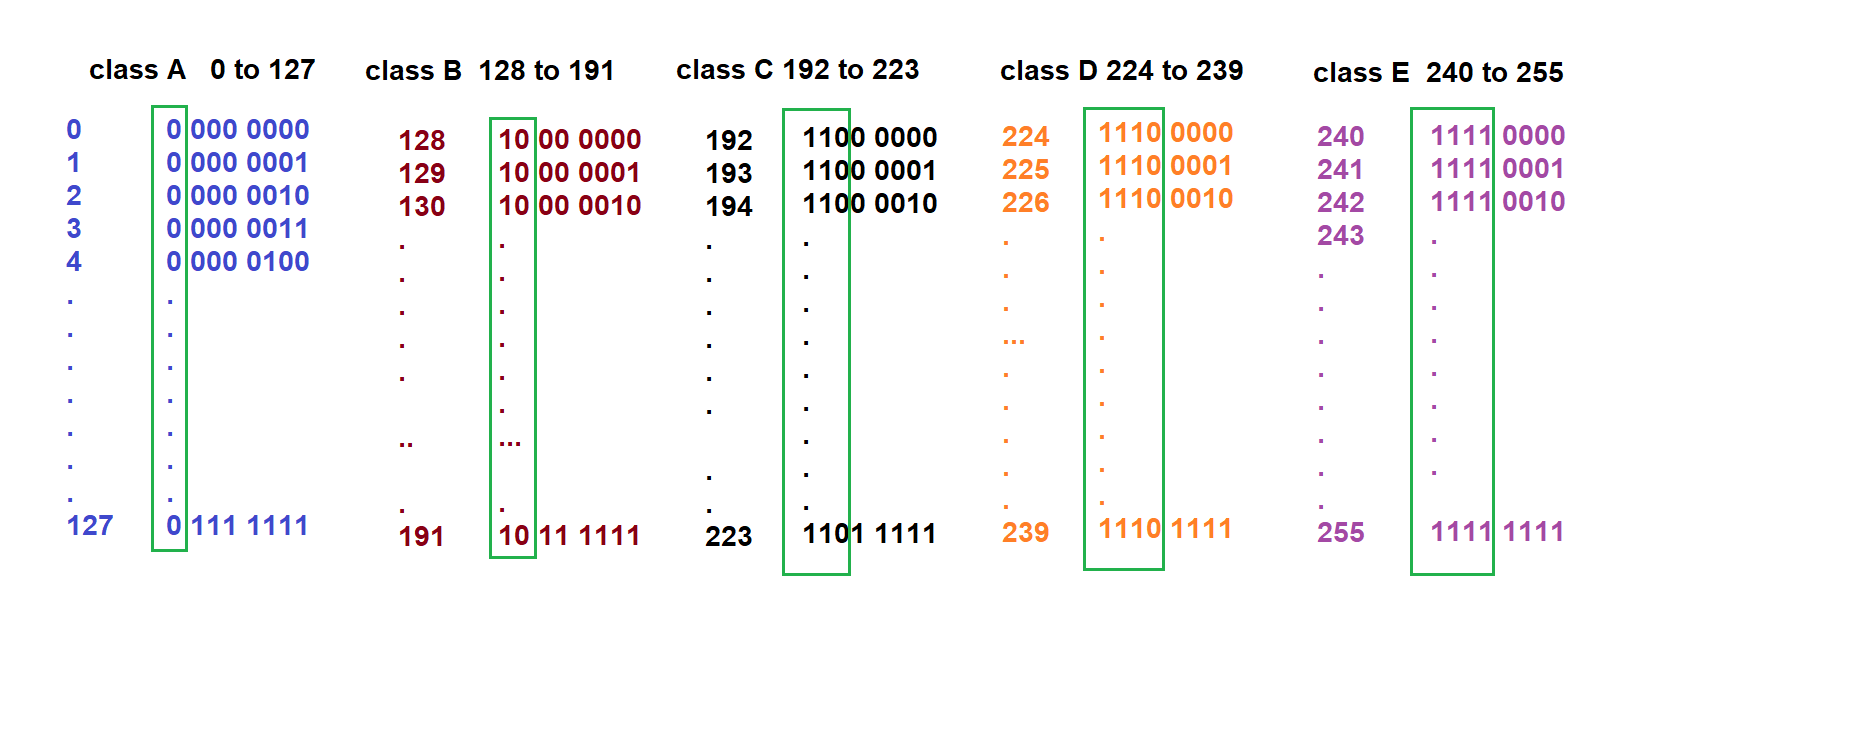 class A 0 to 127
0 0 000 0000
1 0 000 0001
2 0 000 0010
3 0 000 0011
4 0 000 0100
. .
. .
. .
. .
. .
. .
. .
127 0 111 1111
class B 128 to 191
128 10 00 0000
129 10 00 0001
130 10 00 0010
. .
. .
. .
. .
. .
.
.. ...
. .
191 10 11 1111
class C 192 to 223
192 1100 0000
193 1100 0001
194 1100 0010
. .
. .
. .
. .
. .
. .
.
. .
. .
223 1101 1111
class D 224 to 239
224 1110 0000
225 1110 0001
226 1110 0010
. .
. .
. .
... .
. .
. .
. .
. .
. .
239 1110 1111
class E 240 to 255
240 1111 0000
241 1111 0001
242 1111 0010
243 .
. .
. .
. .
. .
. .
. .
. .
.
255 1111 1111